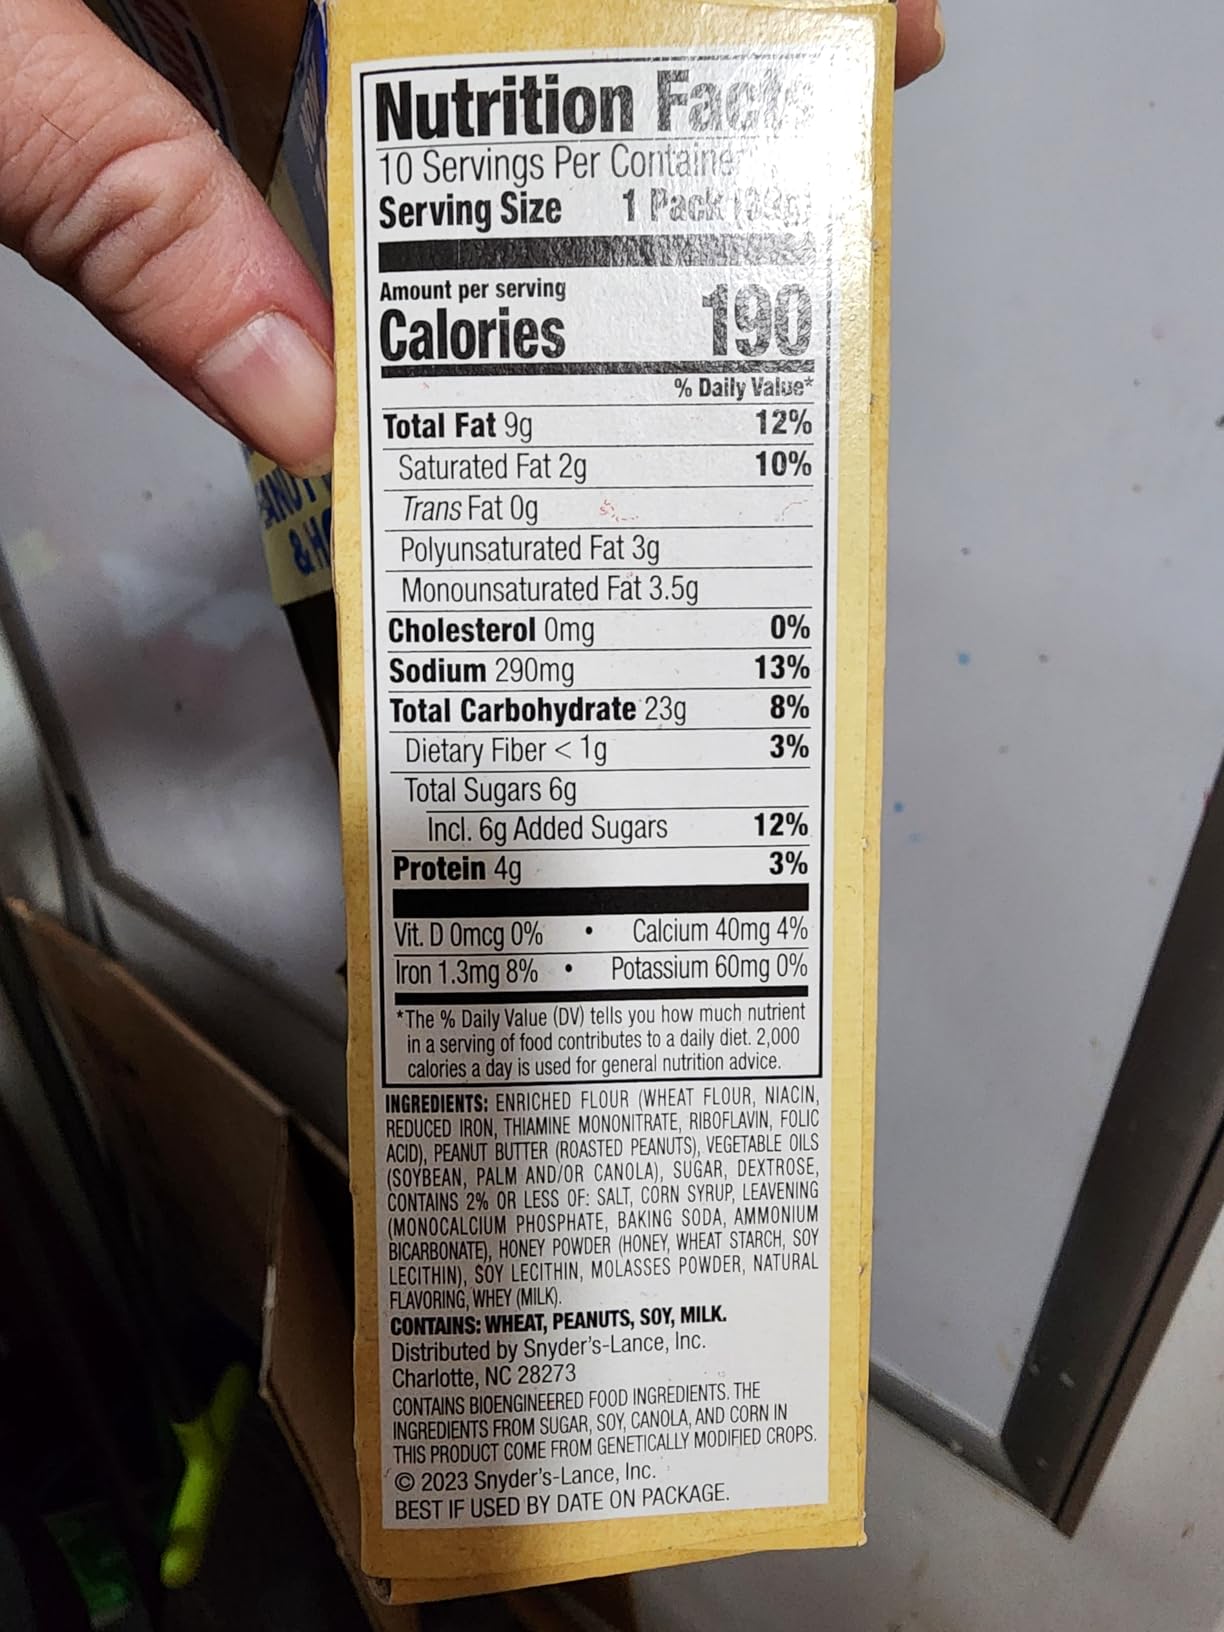 Nutrition Facts
10 Servings Per Container
Serving Size 1 Pack
Amount per serving
Calories 190
% Daily Value*
Total Fat 9g 12%
Saturated Fat 2g 10%
Trans Fat 0g
Polyunsaturated Fat 3g
Monounsaturated Fat 3.5g
Cholesterol 0mg 0%
Sodium 290mg 13%
Total Carbohydrate 23g 8%
Dietary Fiber < 1g 3%
Total Sugars 6g
Incl. 6g Added Sugars 12%
Protein 4g 3%
Vit. D 0mcg 0% • Calcium 40mg 4%
Iron 1.3mg 8% • Potassium 60mg 0%
*The % Daily Value (DV) tells you how much nutrient
in a serving of food contributes to a daily diet. 2,000
calories a day is used for general nutrition advice.
INGREDIENTS: ENRICHED FLOUR (WHEAT FLOUR, NIACIN,
REDUCED IRON, THIAMINE MONONITRATE, RIBOFLAVIN, FOLIC
ACID), PEANUT BUTTER (ROASTED PEANUTS), VEGETABLE OILS
(SOYBEAN, PALM AND/OR CANOLA), SUGAR, DEXTROSE,
CONTAINS 2% OR LESS OF: SALT, CORN SYRUP, LEAVENING
(MONOCALCIUM PHOSPHATE, BAKING SODA, AMMONIUM
BICARBONATE), HONEY POWDER (HONEY, WHEAT STARCH, SOY
LECITHIN), SOY LECITHIN, MOLASSES POWDER, NATURAL
FLAVORING, WHEY (MILK).
CONTAINS: WHEAT, PEANUTS, SOY, MILK.
Distributed by Snyder's-Lance, Inc.
Charlotte, NC 28273
CONTAINS BIOENGINEERED FOOD INGREDIENTS. THE
INGREDIENTS FROM SUGAR, SOY, CANOLA, AND CORN IN
THIS PRODUCT COME FROM GENETICALLY MODIFIED CROPS.
© 2023 Snyder's-Lance, Inc.
BEST IF USED BY DATE ON PACKAGE.